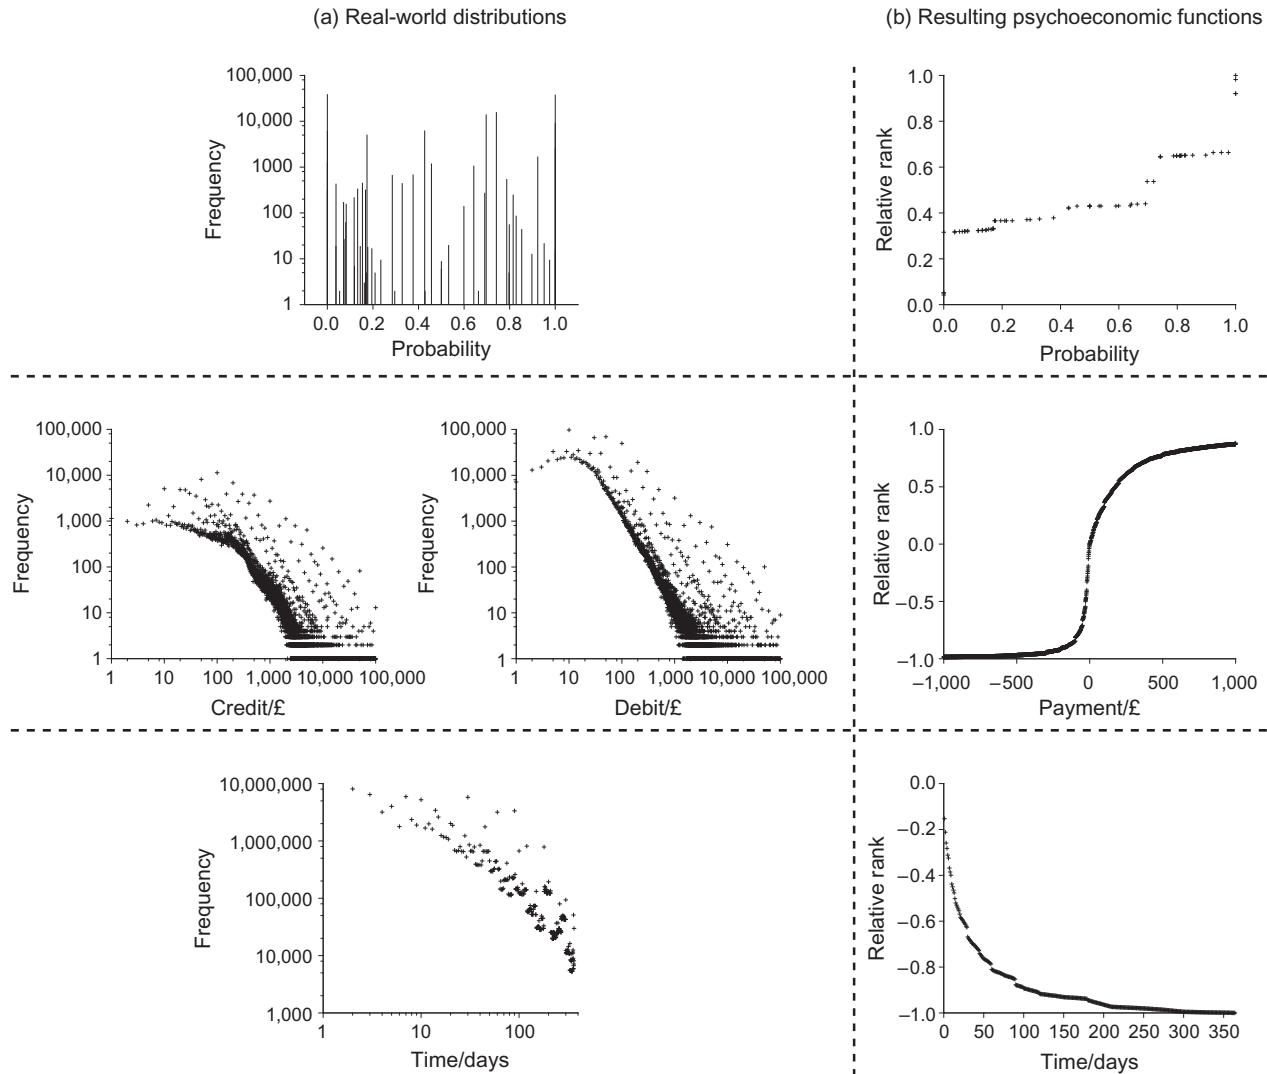 (a) Real-world distributions
(b) Resulting psychoeconomic functions
100,000
10,000
1000
100
10
1
Frequency
0.0 0.2 0.4 0.6 0.8 1.0
Probability
1.0
0.8
0.6
0.4
0.2
0.0
Relative rank
0.0 0.2 0.4 0.6 0.8 1.0
Probability
100,000
10,000
1,000
100
10
1
Frequency
1 10 100 1,000 10,000 100,000
Credit/£
100,000
10,000
1,000
100
10
1
Frequency
1 10 100 1,000 10,000 100,000
Debit/£
1.0
0.5
0.0
–0.5
–1.0
Relative rank
–1,000 –500 0 500 1,000
Payment/£
10,000,000
1,000,000
100,000
10,000
1,000
Frequency
1 10 100
Time/days
0.0
–0.2
–0.4
–0.6
–0.8
–1.0
Relative rank
0 50 100 150 200 250 300 350
Time/days